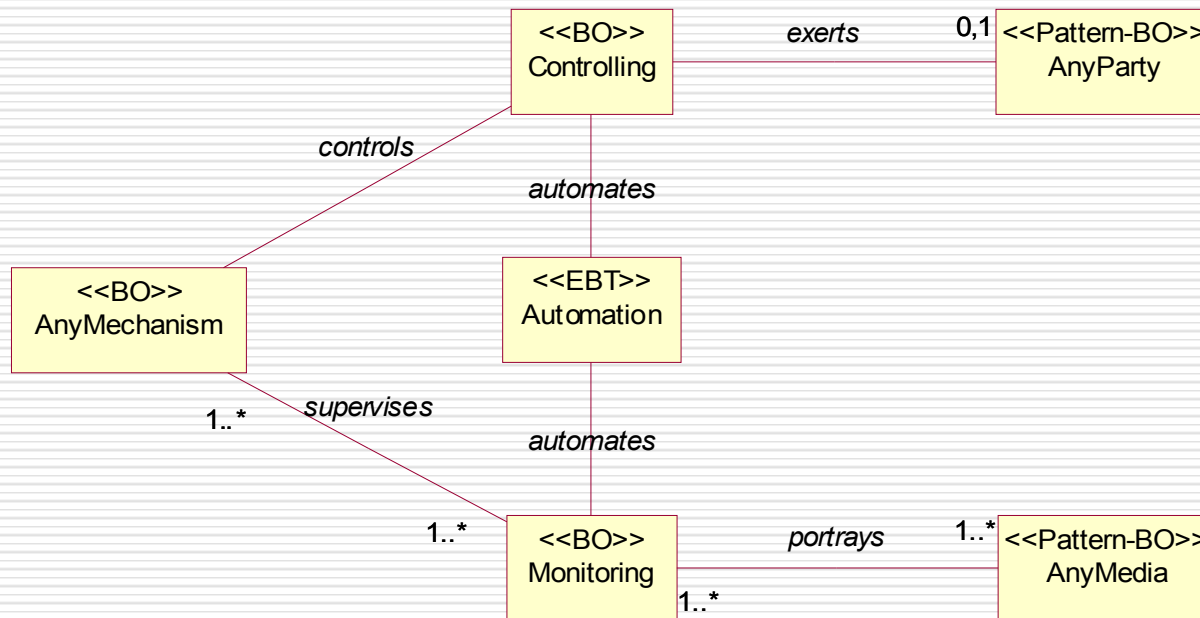 <<BO>>
Controlling
exerts
0,1
<<Pattern-BO>>
AnyParty
controls
automates
<<BO>>
AnyMechanism
<<EBT>>
Automation
1..*
supervises
automates
1..*
<<BO>>
Monitoring
1..*
portrays
1..*
<<Pattern-BO>>
AnyMedia